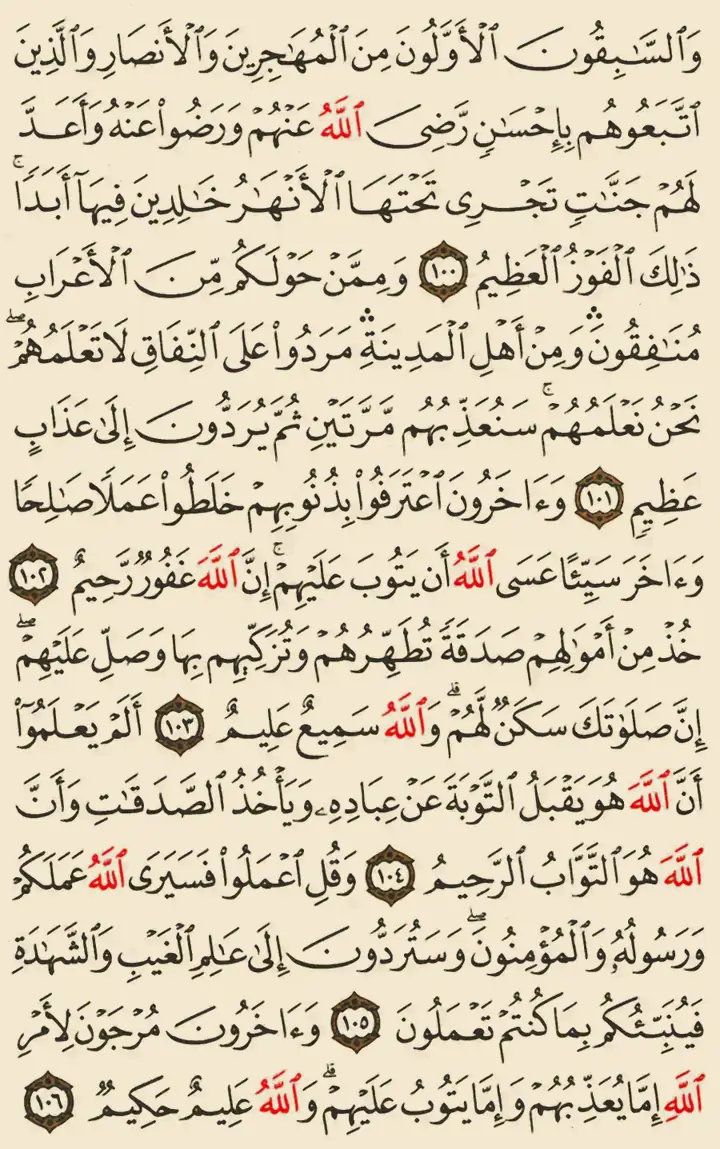 وَٱلسَّٰبِقُونَ ٱلۡأَوَّلُونَ مِنَ ٱلۡمُهَٰجِرِينَ وَٱلۡأَنصَارِ وَٱلَّذِينَ
ٱتَّبَعُوهُم بِإِحۡسَٰنٖ رَّضِيَ ٱللَّهُ عَنۡهُمۡ وَرَضُواْ عَنۡهُ وَأَعَدَّ
لَهُمۡ جَنَّٰتٖ تَجۡرِي تَحۡتَهَا ٱلۡأَنۡهَٰرُ خَٰلِدِينَ فِيهَآ أَبَدٗاۚ
ذَٰلِكَ ٱلۡفَوۡزُ ٱلۡعَظِيمُ ١٠٠ وَمِمَّنۡ حَوۡلَكُم مِّنَ ٱلۡأَعۡرَابِ
مُنَٰفِقُونَۛ وَمِنۡ أَهۡلِ ٱلۡمَدِينَةِۛ مَرَدُواْ عَلَى ٱلنِّفَاقِ لَا تَعۡلَمُهُمۡۖ
نَحۡنُ نَعۡلَمُهُمۡۚ سَنُعَذِّبُهُم مَّرَّتَيۡنِ ثُمَّ يُرَدُّونَ إِلَىٰ عَذَابٍ
عَظِيمٖ ١٠١ وَءَاخَرُونَ ٱعۡتَرَفُواْ بِذُنُوبِهِمۡ خَلَطُواْ عَمَلٗا صَٰلِحٗا
وَءَاخَرَ سَيِّئًا عَسَى ٱللَّهُ أَن يَتُوبَ عَلَيۡهِمۡۚ إِنَّ ٱللَّهَ غَفُورٞ رَّحِيمٌ ١٠٢
خُذۡ مِنۡ أَمۡوَٰلِهِمۡ صَدَقَةٗ تُطَهِّرُهُمۡ وَتُزَكِّيهِم بِهَا وَصَلِّ عَلَيۡهِمۡۖ
إِنَّ صَلَوٰتَكَ سَكَنٞ لَّهُمۡۗ وَٱللَّهُ سَمِيعٌ عَلِيمٌ ١٠٣ أَلَمۡ يَعۡلَمُوٓاْ
أَنَّ ٱللَّهَ هُوَ يَقۡبَلُ ٱلتَّوۡبَةَ عَنۡ عِبَادِهِۦ وَيَأۡخُذُ ٱلصَّدَقَٰتِ وَأَنَّ
ٱللَّهَ هُوَ ٱلتَّوَّابُ ٱلرَّحِيمُ ١٠٤ وَقُلِ ٱعۡمَلُواْ فَسَيَرَى ٱللَّهُ عَمَلَكُمۡ
وَرَسُولُهُۥ وَٱلۡمُؤۡمِنُونَۖ وَسَتُرَدُّونَ إِلَىٰ عَٰلِمِ ٱلۡغَيۡبِ وَٱلشَّهَٰدَةِ
فَيُنَبِّئُكُم بِمَا كُنتُمۡ تَعۡمَلُونَ ١٠٥ وَءَاخَرُونَ مُرۡجَوۡنَ لِأَمۡرِ
ٱللَّهِ إِمَّا يُعَذِّبُهُمۡ وَإِمَّا يَتُوبُ عَلَيۡهِمۡۗ وَٱللَّهُ عَلِيمٌ حَكِيمٞ ١٠٦